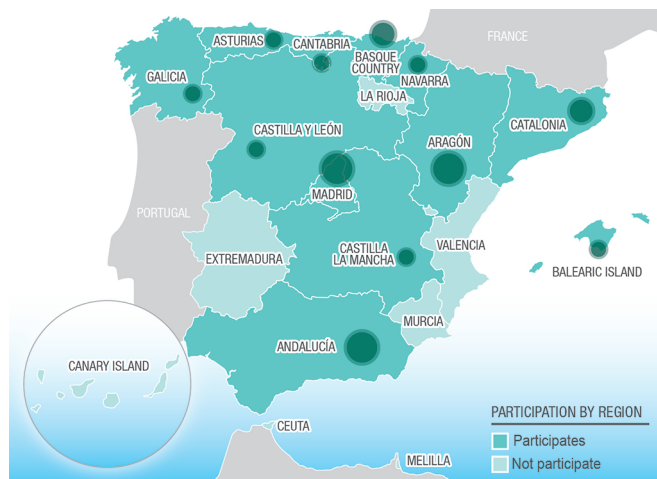 FRANCE
ASTURIAS
CANTABRIA
BASQUE
COUNTRY
NAVARRA
GALICIA
LA RIOJA
CASTILLA Y LEÓN
CATALONIA
ARAGÓN
MADRID
PORTUGAL
EXTREMADURA
CASTILLA
LA MANCHA
VALENCIA
BALEARIC ISLAND
MURCIA
ANDALUCÍA
CANARY ISLAND
CEUTA
MELILLA
PARTICIPATION BY REGION
Participates
Not participate